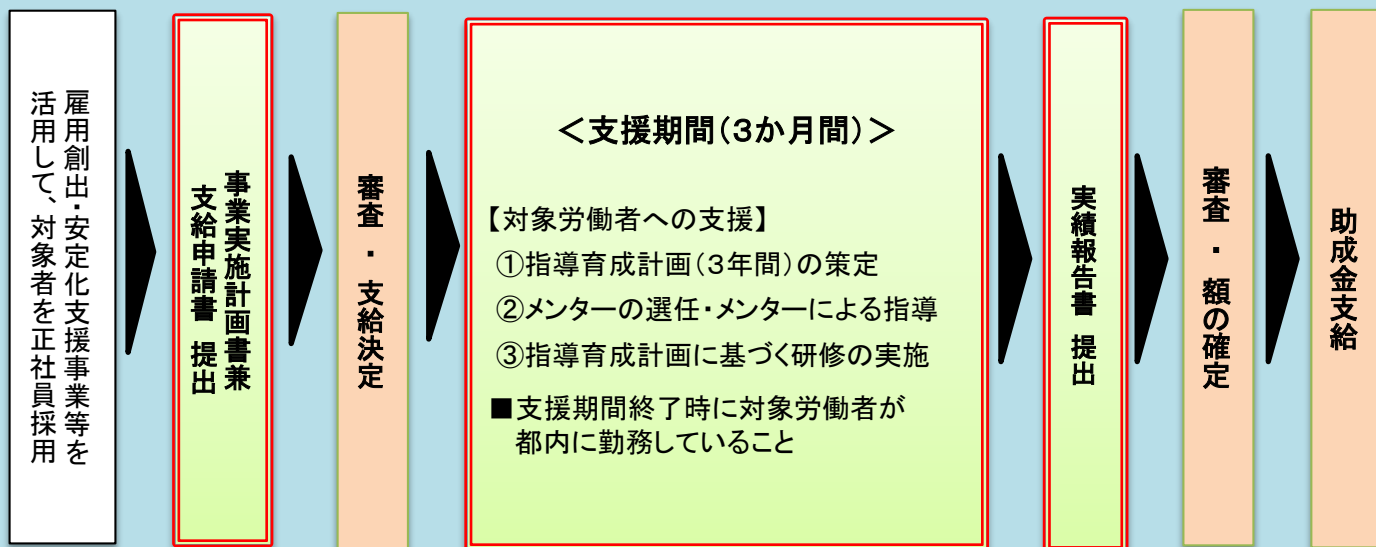 雇用創出・安定化支援事業等を
活用して、対象者を正社員採用
事業実施計画書兼
支給申請書 提出
審査 ・ 支給決定
＜支援期間（３か月間）＞
【対象労働者への支援】
①指導育成計画（３年間）の策定
②メンターの選任・メンターによる指導
③指導育成計画に基づく研修の実施
■支援期間終了時に対象労働者が
都内に勤務していること
実績報告書 提出
審査 ・ 額の確定
助成金支給